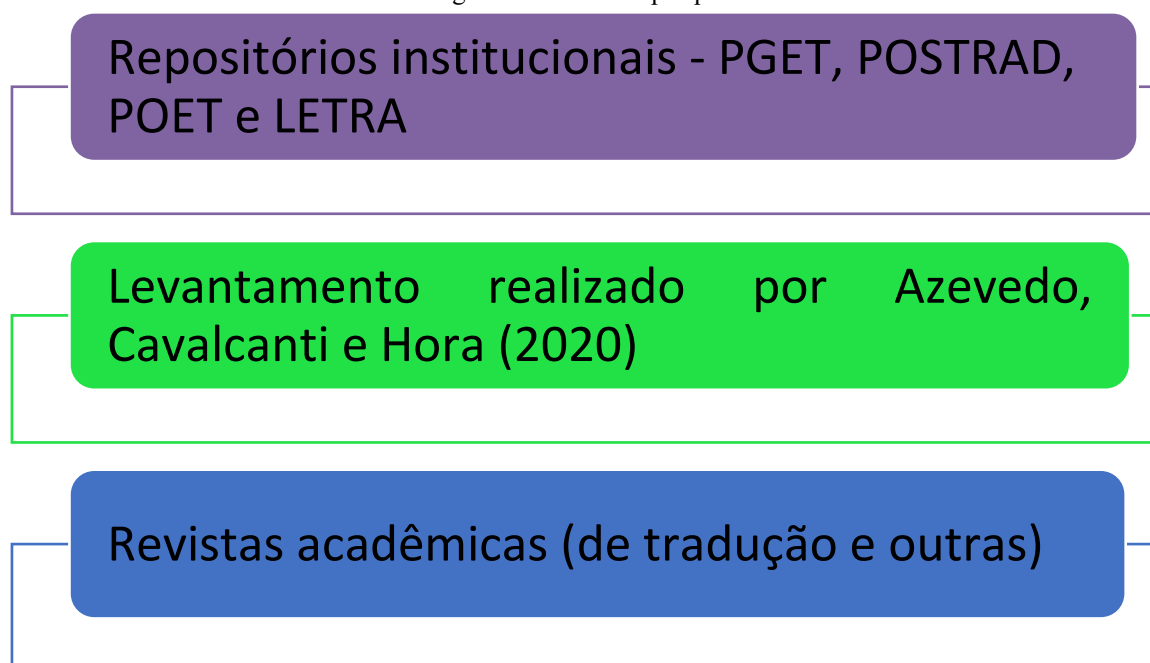 Repositórios institucionais - PGET, POSTRAD,
POET e LETRA
Levantamento realizado por Azevedo,
Cavalcanti e Hora (2020)
Revistas acadêmicas (de tradução e outras)